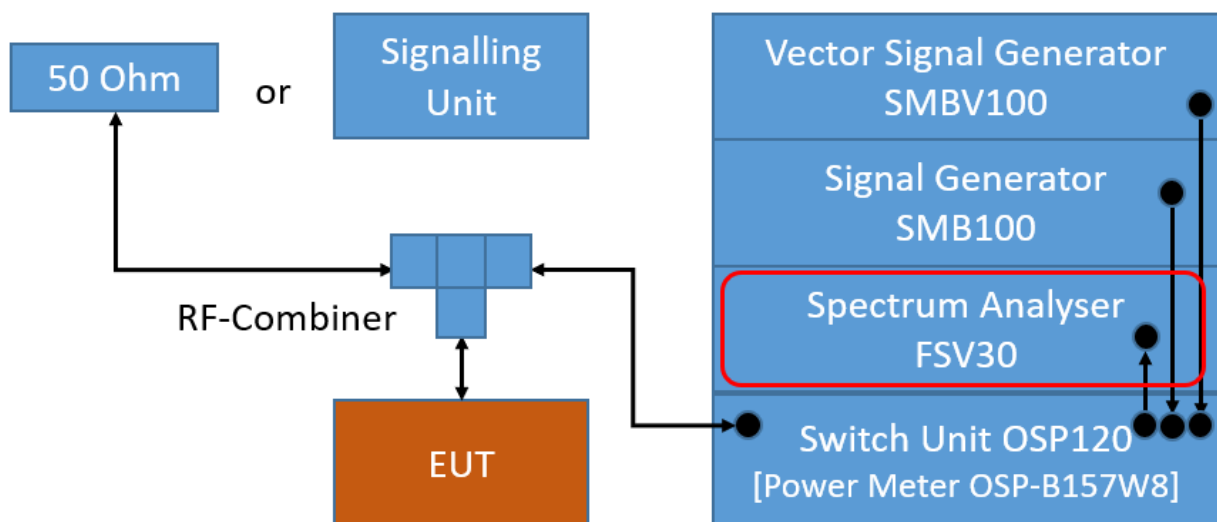 50 Ohm
or
Signalling
Unit
RF-Combiner
EUT
Vector Signal Generator
SMBV100
Signal Generator
SMB100
Spectrum Analyser
FSV30
Switch Unit OSP120
[Power Meter OSP-B157W8]